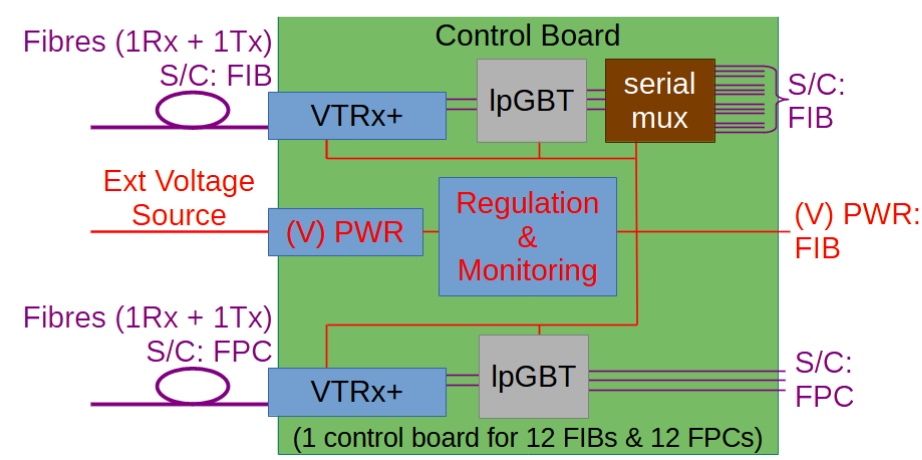 Control Board
Fibres (1Rx + 1Tx)
S/C: FIB
VTRx+
lpGBT
serial
mux
S/C:
FIB
Ext Voltage
Source
(V) PWR
Regulation
&
Monitoring
(V) PWR:
FIB
Fibres (1Rx + 1Tx)
S/C: FPC
VTRx+
lpGBT
S/C:
FPC
(1 control board for 12 FIBs & 12 FPCs)